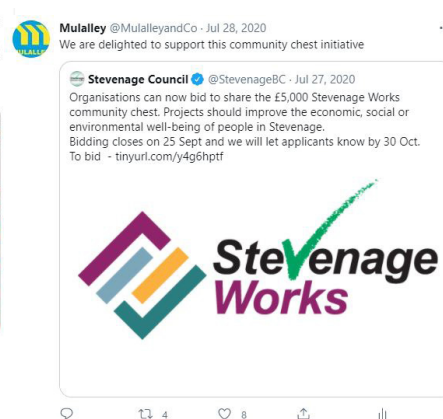 Mulalley @MulalleyandCo · Jul 28, 2020
We are delighted to support this community chest initiative
Stevenage Council @StevenageBC · Jul 27, 2020
Organisations can now bid to share the £5,000 Stevenage Works
community chest. Projects should improve the economic, social or
environmental well-being of people in Stevenage.
Bidding closes on 25 Sept and we will let applicants know by 30 Oct.
To bid - tinyurl.com/y4g6hptf
Stevenage
Works
4 8